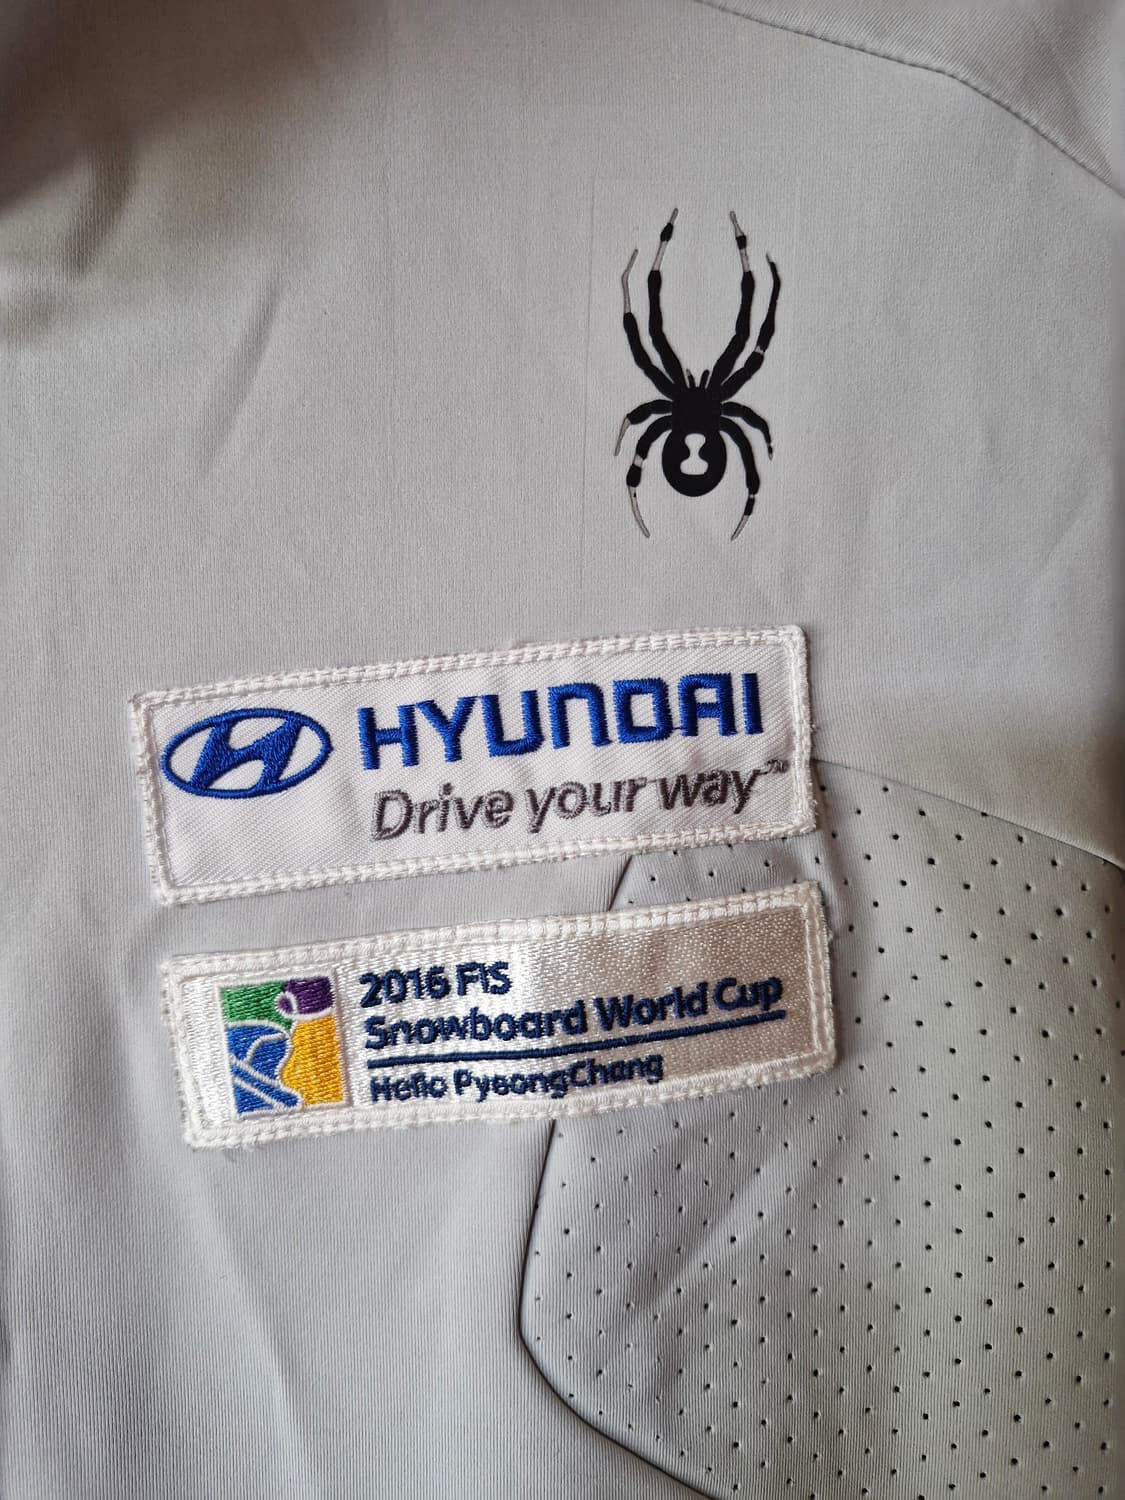 HYUNDAI
Drive your way™
2016 FIS
Snowboard World Cup
Hello PyeongChang